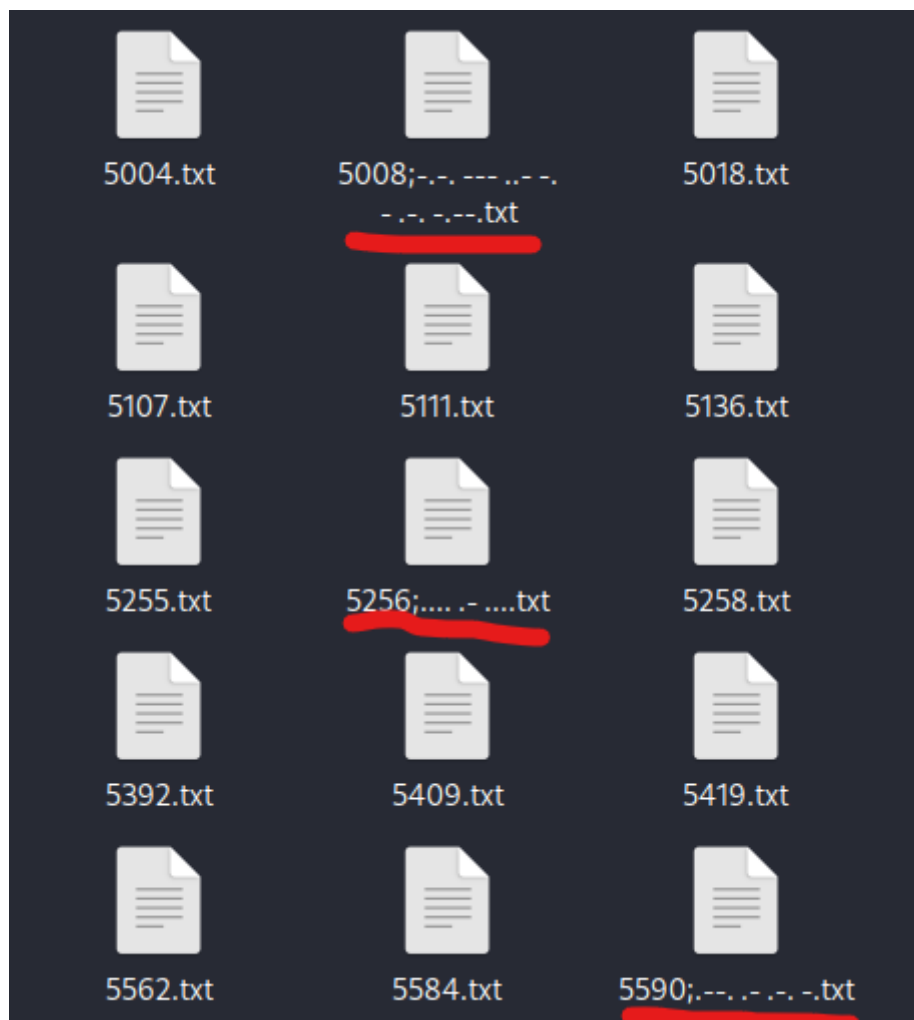 5004.txt
5008;-.-. --- ..- -.
- .-. -.--.txt
5018.txt
5107.txt
5111.txt
5136.txt
5255.txt
5256;.... .- ....txt
5258.txt
5392.txt
5409.txt
5419.txt
5562.txt
5584.txt
5590;.--. .- .-. -.txt